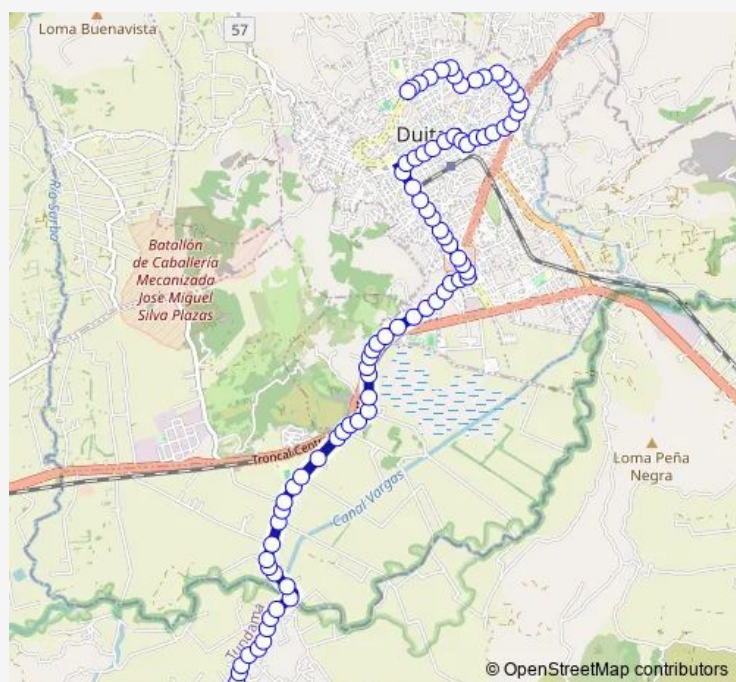 Loma Buenavista
57
Duit
Río Surba
Batallón
de Caballería
Mecanizada
Jose Miguel
Silva Plazas
Troncal Centr
Canal Vargas
Loma Peña
Negra
Tundama
© OpenStreetMap contributors